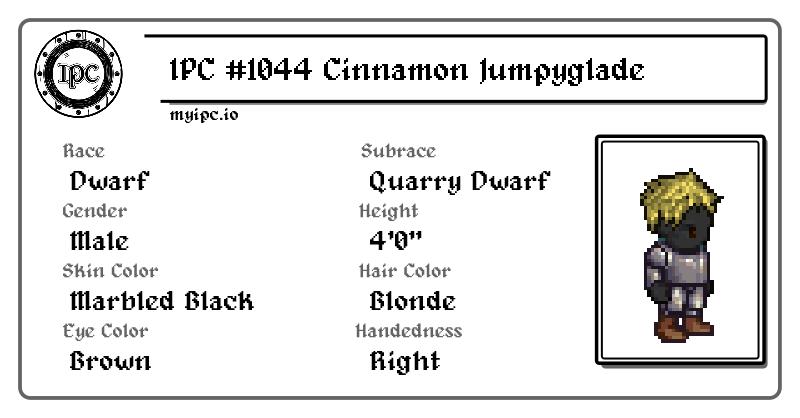 IPC
IPC #1044 Cinnamon Jumpyglade
myipc.io
Race
Dwarf
Subrace
Quarry Dwarf
Gender
Male
Height
4'0"
Skin Color
Marbled Black
Hair Color
Blonde
Eye Color
Brown
Handedness
Right